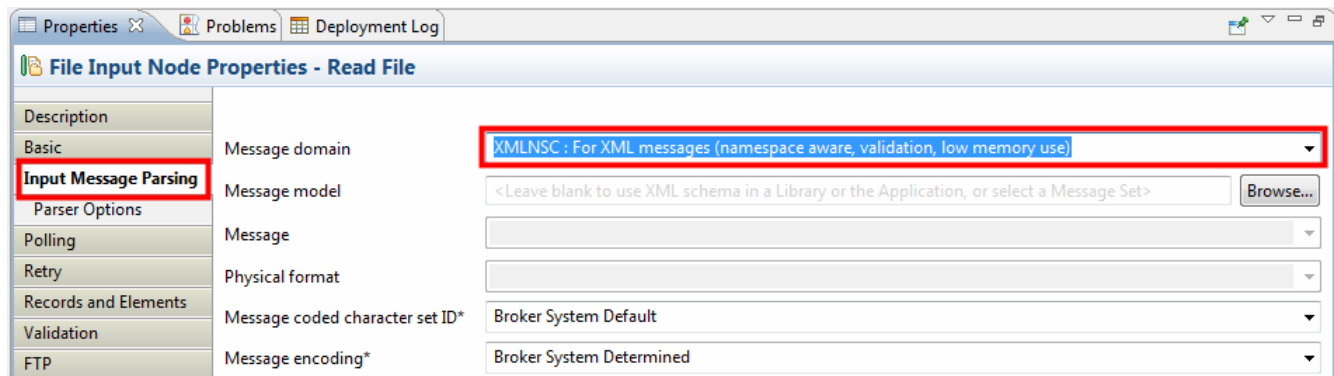 Properties Problems Deployment Log
File Input Node Properties - Read File
Description
Basic
Input Message Parsing
Parser Options
Polling
Retry
Records and Elements
Validation
FTP
Message domain XMLNSC : For XML messages (namespace aware, validation, low memory use)
Message model <Leave blank to use XML schema in a Library or the Application, or select a Message Set> Browse...
Message
Physical format
Message coded character set ID* Broker System Default
Message encoding* Broker System Determined